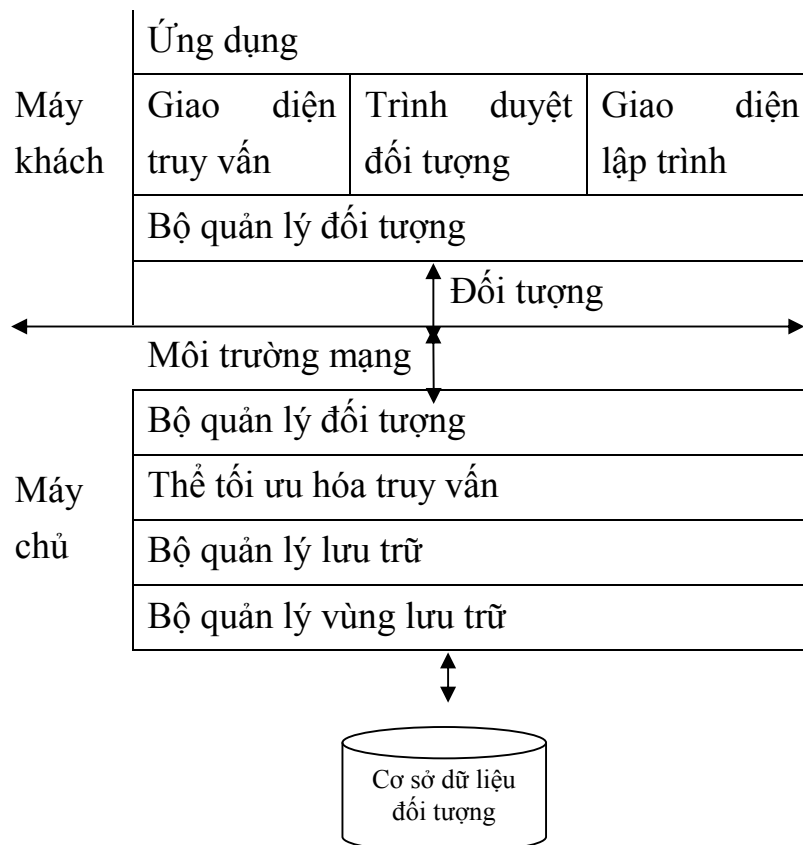 Ứng dụng
Máy
khách
Giao diện
truy vấn
Trình duyệt
đối tượng
Giao diện
lập trình
Bộ quản lý đối tượng
Đối tượng
Môi trường mạng
Máy
chủ
Bộ quản lý đối tượng
Thể tối ưu hóa truy vấn
Bộ quản lý lưu trữ
Bộ quản lý vùng lưu trữ
Cơ sở dữ liệu
đối tượng